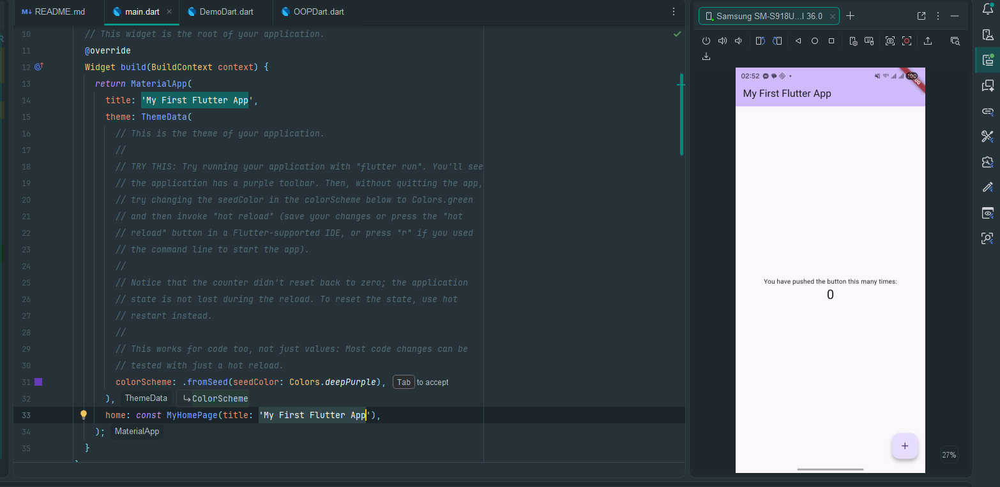 README.md
main.dart
DemoDart.dart
OOPDart.dart
10 // This widget is the root of your application.
11 @override
12 Widget build(BuildContext context) {
13 return MaterialApp(
14 title: 'My First Flutter App',
15 theme: ThemeData(
16 // This is the theme of your application.
17 //
18 // TRY THIS: Try running your application with "flutter run". You'll see
19 // the application has a purple toolbar. Then, without quitting the app,
20 // try changing the seedColor in the colorScheme below to Colors.green
21 // and then invoke "hot reload" (save your changes or press the "hot
22 // reload" button in a Flutter-supported IDE, or press "r" if you used
23 // the command line to start the app).
24 //
25 // Notice that the counter didn't reset back to zero; the application
26 // state is not lost during the reload. To reset the state, use hot
27 // restart instead.
28 //
29 // This works for code too, not just values: Most code changes can be
30 // tested with just a hot reload.
31 colorScheme: .fromSeed(seedColor: Colors.deepPurple), Tab to accept
32 ), ThemeData ColorScheme
33 home: const MyHomePage(title: 'My First Flutter App'),
34 ); MaterialApp
35 }
Samsung SM-S918U...I 36.0
02:52
100
My First Flutter App
You have pushed the button this many times:
0
+
27%